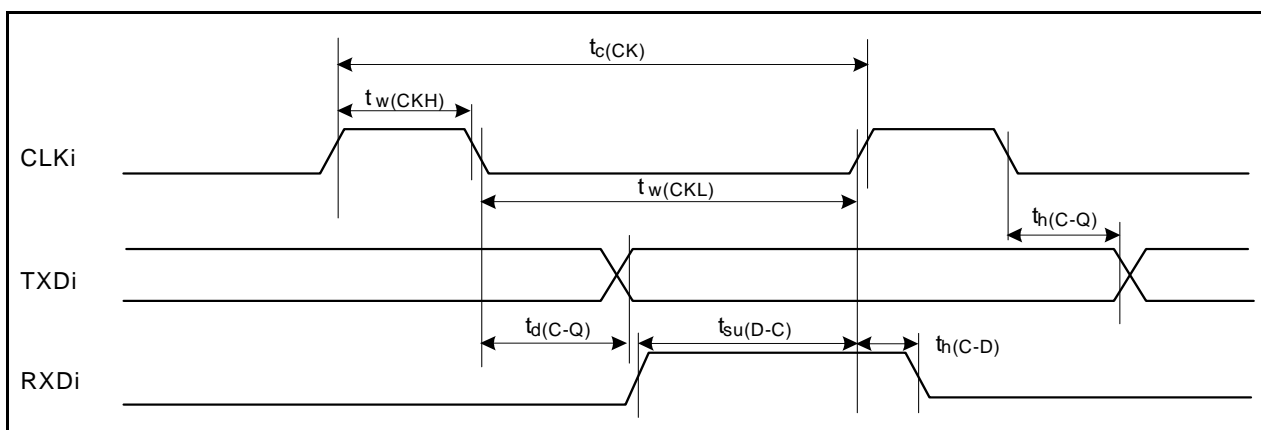 tc(CK)
tw(CKH)
CLKi
tw(CKL)
th(C-Q)
TXDi
td(C-Q)
tsu(D-C)
th(C-D)
RXDi